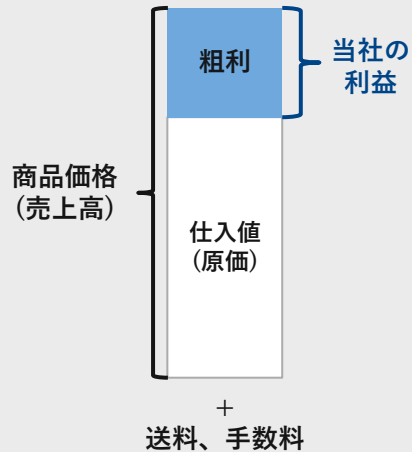 粗利
当社の
利益
商品価格
(売上高)
仕入値
(原価)
+
送料、手数料